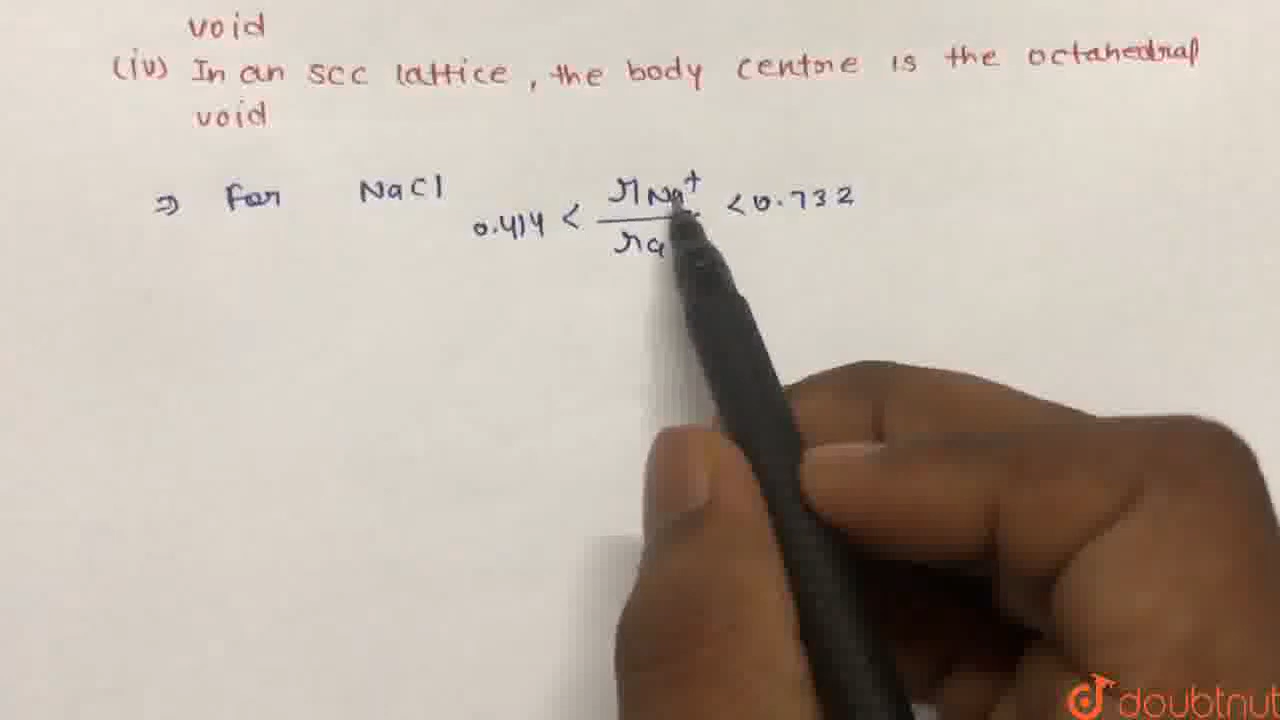 void
(iv) In an scc lattice, the body centre is the octahedral
void
⇒ For NaCl 0.414 < rNa+ / < 0.732
doubtnut